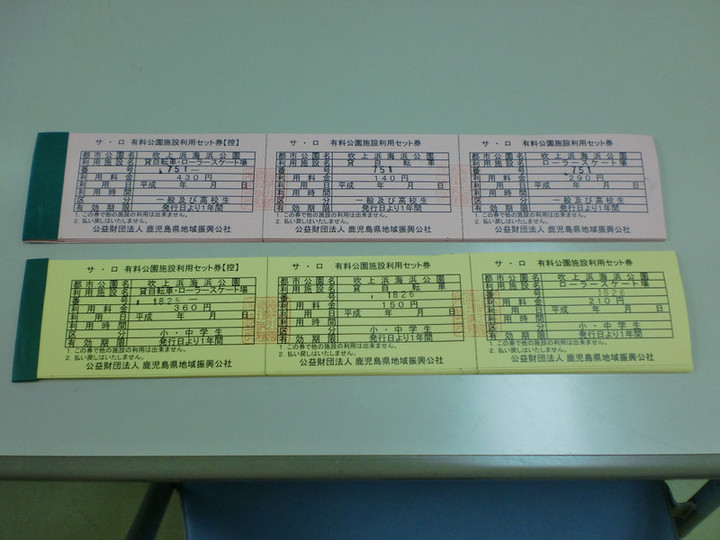 サ・ロ 有料公園施設利用セット券【控】
都市公園名 吹上浜海浜公園
利用施設名 貸自転車・ローラースケート場
番号 751
利用料金 430円
利用日 平成 年 月 日
利用時間
区分 一般及び高校生
有効期限 発行日より1年間
1. この券で他の施設の利用は出来ません。
2. 払い戻しはいたしません。
公益財団法人 鹿児島県地域振興公社
サ・ロ 有料公園施設利用セット券
都市公園名 吹上浜海浜公園
利用施設名 貸自転車
番号 751
利用料金 140円
利用日 平成 年 月 日
利用時間
区分 一般及び高校生
有効期限 発行日より1年間
1. この券で他の施設の利用は出来ません。
2. 払い戻しはいたしません。
公益財団法人 鹿児島県地域振興公社
サ・ロ 有料公園施設利用セット券
都市公園名 吹上浜海浜公園
利用施設名 ローラースケート場
番号 751
利用料金 290円
利用日 平成 年 月 日
利用時間
区分 一般及び高校生
有効期限 発行日より1年間
1. この券で他の施設の利用は出来ません。
2. 払い戻しはいたしません。
公益財団法人 鹿児島県地域振興公社
サ・ロ 有料公園施設利用セット券【控】
都市公園名 吹上浜海浜公園
利用施設名 貸自転車・ローラースケート場
番号 1826
利用料金 360円
利用日 平成 年 月 日
利用時間
区分 小・中学生
有効期限 発行日より1年間
1. この券で他の施設の利用は出来ません。
2. 払い戻しはいたしません。
公益財団法人 鹿児島県地域振興公社
サ・ロ 有料公園施設利用セット券
都市公園名 吹上浜海浜公園
利用施設名 貸自転車
番号 1826
利用料金 150円
利用日 平成 年 月 日
利用時間
区分 小・中学生
有効期限 発行日より1年間
1. この券で他の施設の利用は出来ません。
2. 払い戻しはいたしません。
公益財団法人 鹿児島県地域振興公社
サ・ロ 有料公園施設利用セット券
都市公園名 吹上浜海浜公園
利用施設名 ローラースケート場
番号 1826
利用料金 210円
利用日 平成 年 月 日
利用時間
区分 小・中学生
有効期限 発行日より1年間
1. この券で他の施設の利用は出来ません。
2. 払い戻しはいたしません。
公益財団法人 鹿児島県地域振興公社